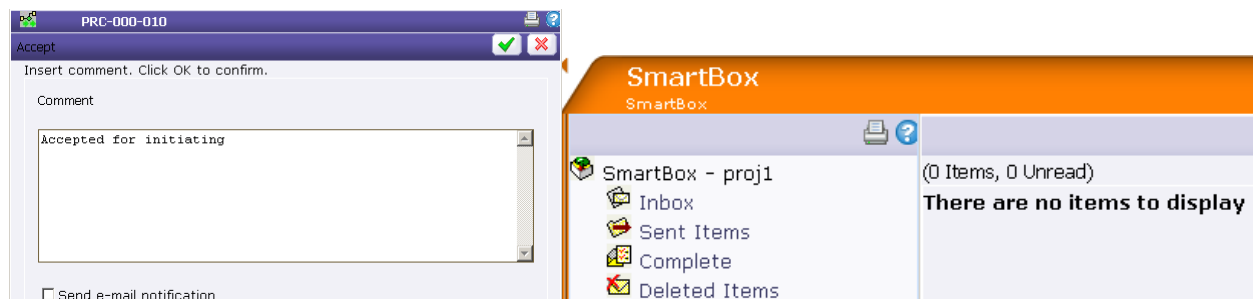 PRC-000-010
Accept
Insert comment. Click OK to confirm.
Comment
Accepted for initiating
Send e-mail notification
SmartBox
SmartBox
SmartBox - proj1
Inbox
Sent Items
Complete
Deleted Items
(0 Items, 0 Unread)
There are no items to display